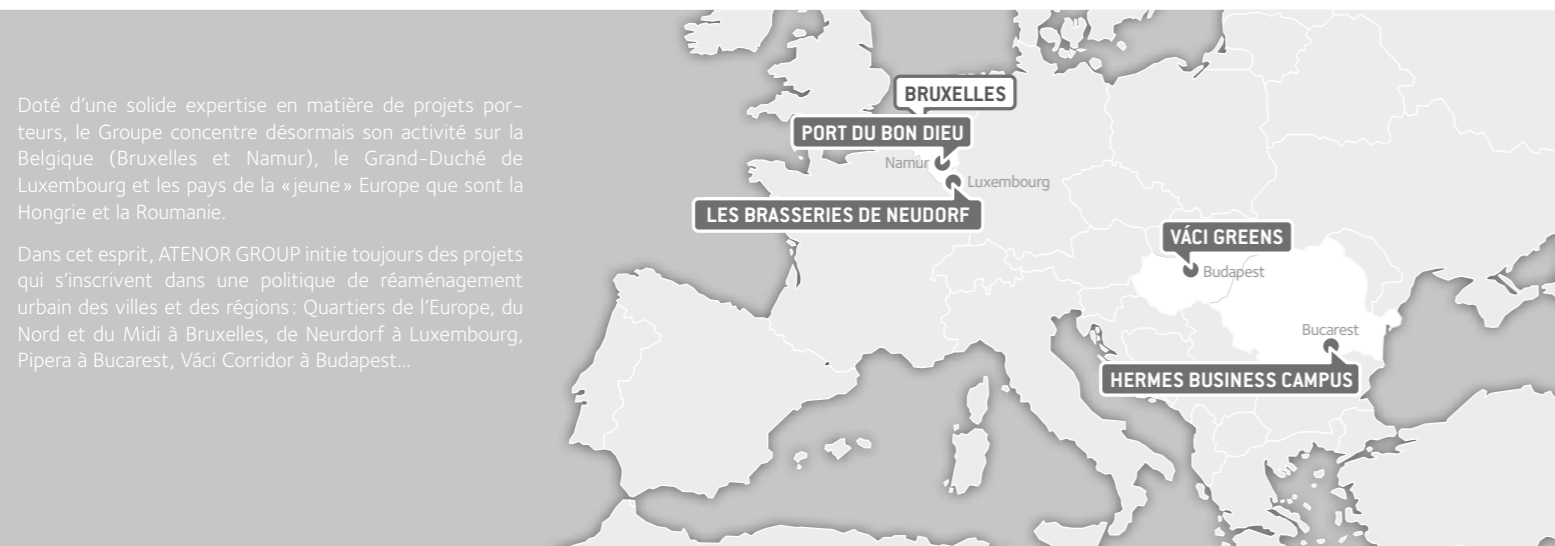 Doté d'une solide expertise en matière de projets por-
teurs, le Groupe concentre désormais son activité sur la
Belgique (Bruxelles et Namur), le Grand-Duché de
Luxembourg et les pays de la «jeune» Europe que sont la
Hongrie et la Roumanie.
Dans cet esprit, ATENOR GROUP initie toujours des projets
qui s'inscrivent dans une politique de réaménagement
urbain des villes et des régions: Quartiers de l'Europe, du
Nord et du Midi à Bruxelles, de Neurdorf à Luxembourg,
Pipera à Bucarest, Váci Corridor à Budapest...
BRUXELLES
PORT DU BON DIEU
Namur
Luxembourg
LES BRASSERIES DE NEUDORF
VÁCI GREENS
Budapest
Bucarest
HERMES BUSINESS CAMPUS